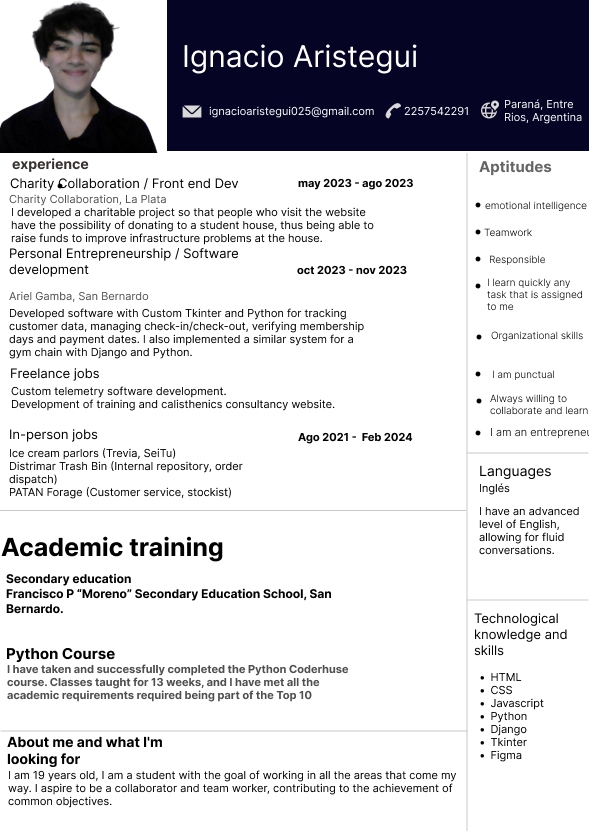 Ignacio Aristegui
ignacioaristegui025@gmail.com
2257542291
Paraná, Entre
Rios, Argentina
experience
Charity Collaboration / Front end Dev
may 2023 - ago 2023
Charity Collaboration, La Plata
I developed a charitable project so that people who visit the website
have the possibility of donating to a student house, thus being able to
raise funds to improve infrastructure problems at the house.
Personal Entrepreneurship / Software
development
oct 2023 - nov 2023
Ariel Gamba, San Bernardo
Developed software with Custom Tkinter and Python for tracking
customer data, managing check-in/check-out, verifying membership
days and payment dates. I also implemented a similar system for a
gym chain with Django and Python.
Freelance jobs
Custom telemetry software development.
Development of training and calisthenics consultancy website.
In-person jobs
Ago 2021 - Feb 2024
Ice cream parlors (Trevia, SeiTu)
Distrimar Trash Bin (Internal repository, order
dispatch)
PATAN Forage (Customer service, stockist)
Academic training
Secondary education
Francisco P “Moreno” Secondary Education School, San
Bernardo.
Python Course
I have taken and successfully completed the Python Coderhuse
course. Classes taught for 13 weeks, and I have met all the
academic requirements required being part of the Top 10
About me and what I'm
looking for
I am 19 years old, I am a student with the goal of working in all the areas that come my
way. I aspire to be a collaborator and team worker, contributing to the achievement of
common objectives.
Aptitudes
• emotional intelligence
• Teamwork
• Responsible
• I learn quickly any
task that is assigned
to me
• Organizational skills
• I am punctual
• Always willing to
collaborate and learn
• I am an entrepreneu
Languages
Inglés
I have an advanced
level of English,
allowing for fluid
conversations.
Technological
knowledge and
skills
• HTML
• CSS
• Javascript
• Python
• Django
• Tkinter
• Figma